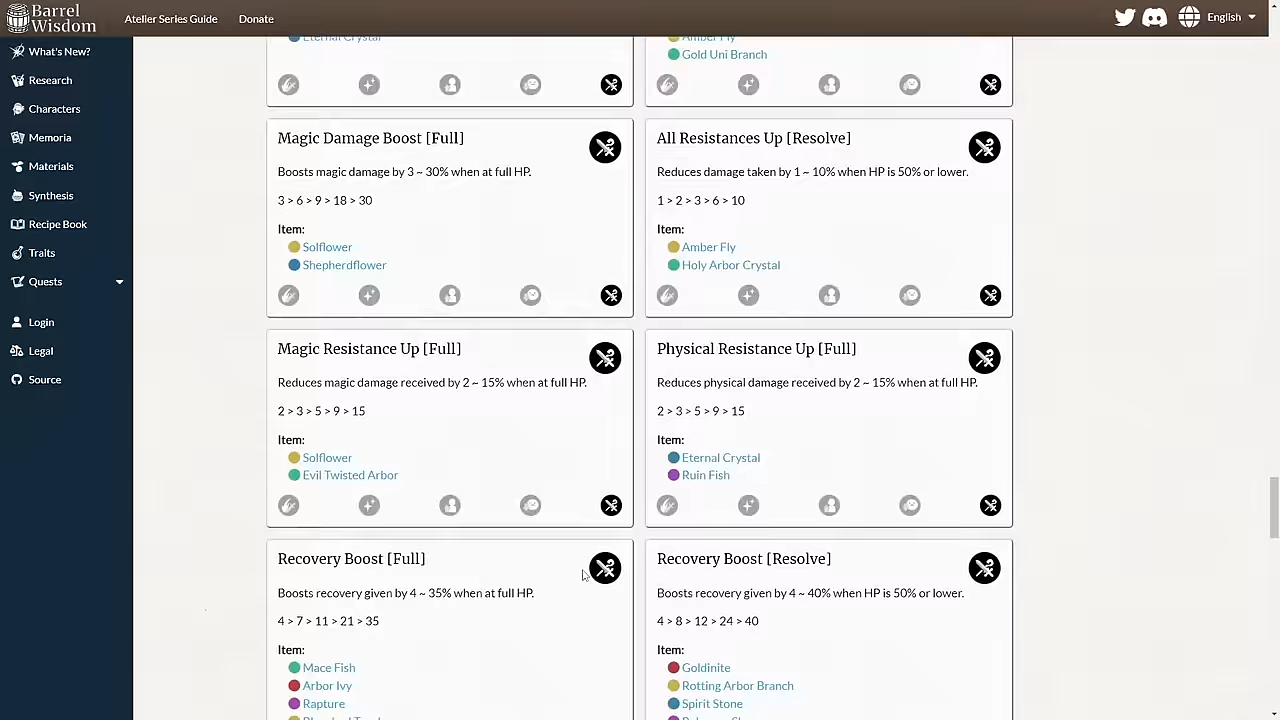 Barrel
Wisdom
Atelier Series Guide
Donate
English
What's New?
Research
Characters
Memoria
Materials
Synthesis
Recipe Book
Traits
Quests
Login
Legal
Source
Eternal Crystal
Amber Fly
Gold Uni Branch
Magic Damage Boost [Full]
Boosts magic damage by 3 ~ 30% when at full HP.
3 > 6 > 9 > 18 > 30
Item:
Solflower
Shepherdflower
All Resistances Up [Resolve]
Reduces damage taken by 1 ~ 10% when HP is 50% or lower.
1 > 2 > 3 > 6 > 10
Item:
Amber Fly
Holy Arbor Crystal
Magic Resistance Up [Full]
Reduces magic damage received by 2 ~ 15% when at full HP.
2 > 3 > 5 > 9 > 15
Item:
Solflower
Evil Twisted Arbor
Physical Resistance Up [Full]
Reduces physical damage received by 2 ~ 15% when at full HP.
2 > 3 > 5 > 9 > 15
Item:
Eternal Crystal
Ruin Fish
Recovery Boost [Full]
Boosts recovery given by 4 ~ 35% when at full HP.
4 > 7 > 11 > 21 > 35
Item:
Mace Fish
Arbor Ivy
Rapture
Recovery Boost [Resolve]
Boosts recovery given by 4 ~ 40% when HP is 50% or lower.
4 > 8 > 12 > 24 > 40
Item:
Goldinite
Rotting Arbor Branch
Spirit Stone